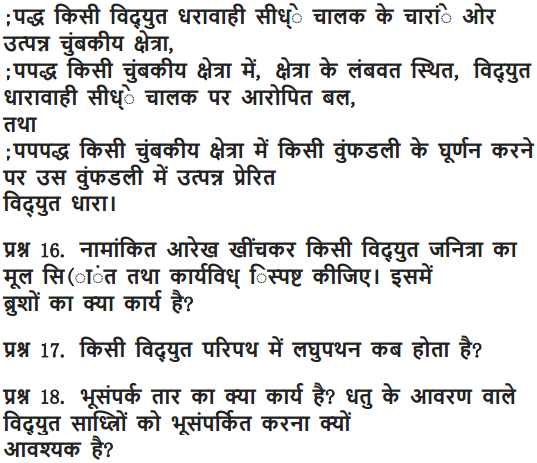 ;पद्ध किसी विद्युत धरावाही सीध्े चालक के चारांे ओर
उत्पन्न चुंबकीय क्षेत्रा,
;पपद्ध किसी चुंबकीय क्षेत्रा में, क्षेत्रा के लंबवत स्थित, विद्युत
धारावाही सीध्े चालक पर आरोपित बल,
तथा
;पपपद्ध किसी चुंबकीय क्षेत्रा में किसी वुंफडली के घूर्णन करने
पर उस वुंफडली में उत्पन्न प्रेरित
विद्युत धारा।
प्रश्न 16. नामांकित आरेख खींचकर किसी विद्युत जनित्रा का
मूल सि(ांत तथा कार्यविध् िस्पष्ट कीजिए। इसमें
ब्रुशों का क्या कार्य है?
प्रश्न 17. किसी विद्युत परिपथ में लघुपथन कब होता है?
प्रश्न 18. भूसंपर्क तार का क्या कार्य है? धतु के आवरण वाले
विद्युत साध्त्रिों को भूसंपर्कित करना क्यों
आवश्यक है?